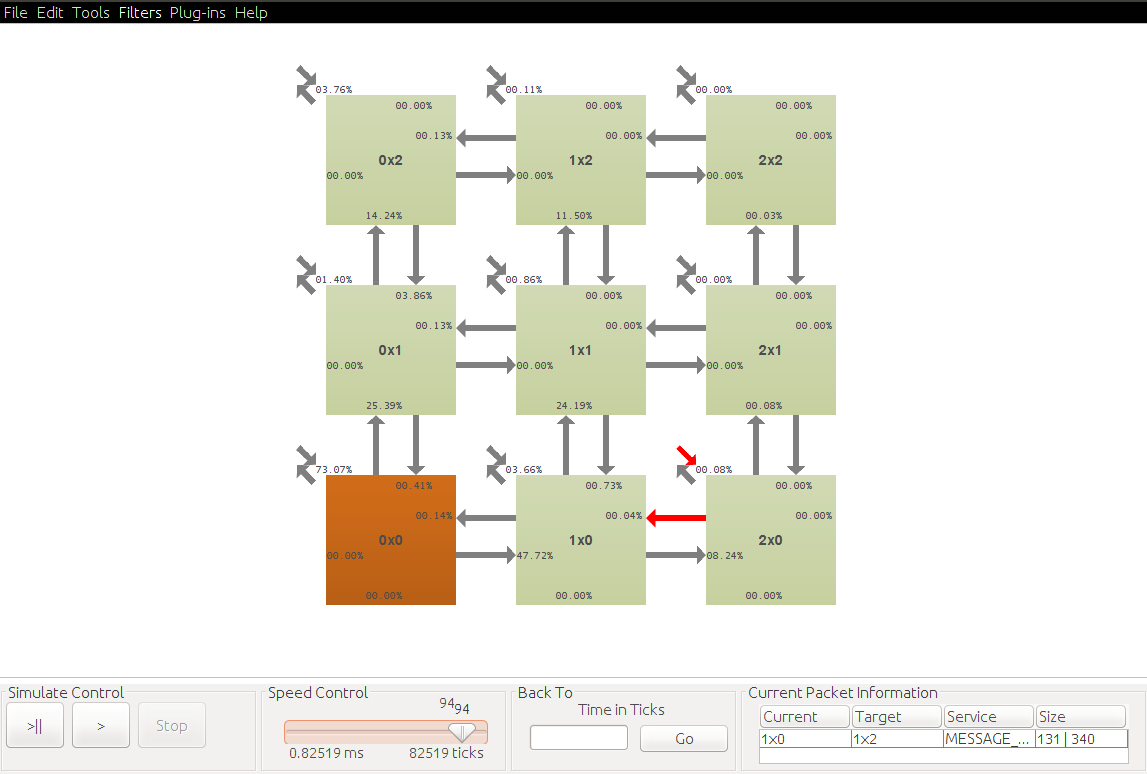 File Edit Tools Filters Plug-ins Help
03.76% 00.11% 00.00%
00.00% 00.00% 00.00%
00.13% 00.00% 00.00%
0x2 1x2 2x2
00.00% 00.00% 00.00%
14.24% 11.50% 00.03%
01.40% 00.86% 00.00%
03.86% 00.00% 00.00%
00.13% 00.00% 00.00%
0x1 1x1 2x1
00.00% 00.00% 00.00%
25.39% 24.19% 00.08%
73.07% 03.66% 00.08%
00.41% 00.73% 00.00%
00.14% 00.04% 00.00%
0x0 1x0 2x0
00.00% 47.72% 08.24%
00.00% 00.00% 00.00%
Simulate Control
>|| > Stop
Speed Control
94 94
0.82519 ms 82519 ticks
Back To
Time in Ticks
Go
Current Packet Information
Current Target Service Size
1x0 1x2 MESSAGE_... 131 | 340